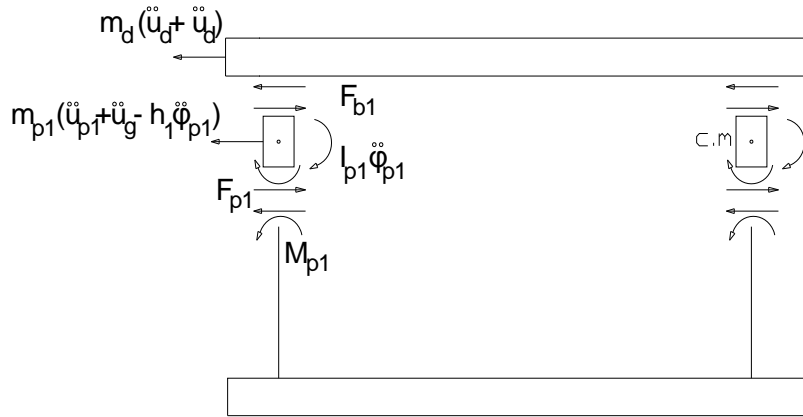 m_d(ü_d+ ü_d)
F_b1
m_p1(ü_p1+ü_g- h_1φ̈_p1)
c.m
I_p1φ̈_p1
F_p1
M_p1